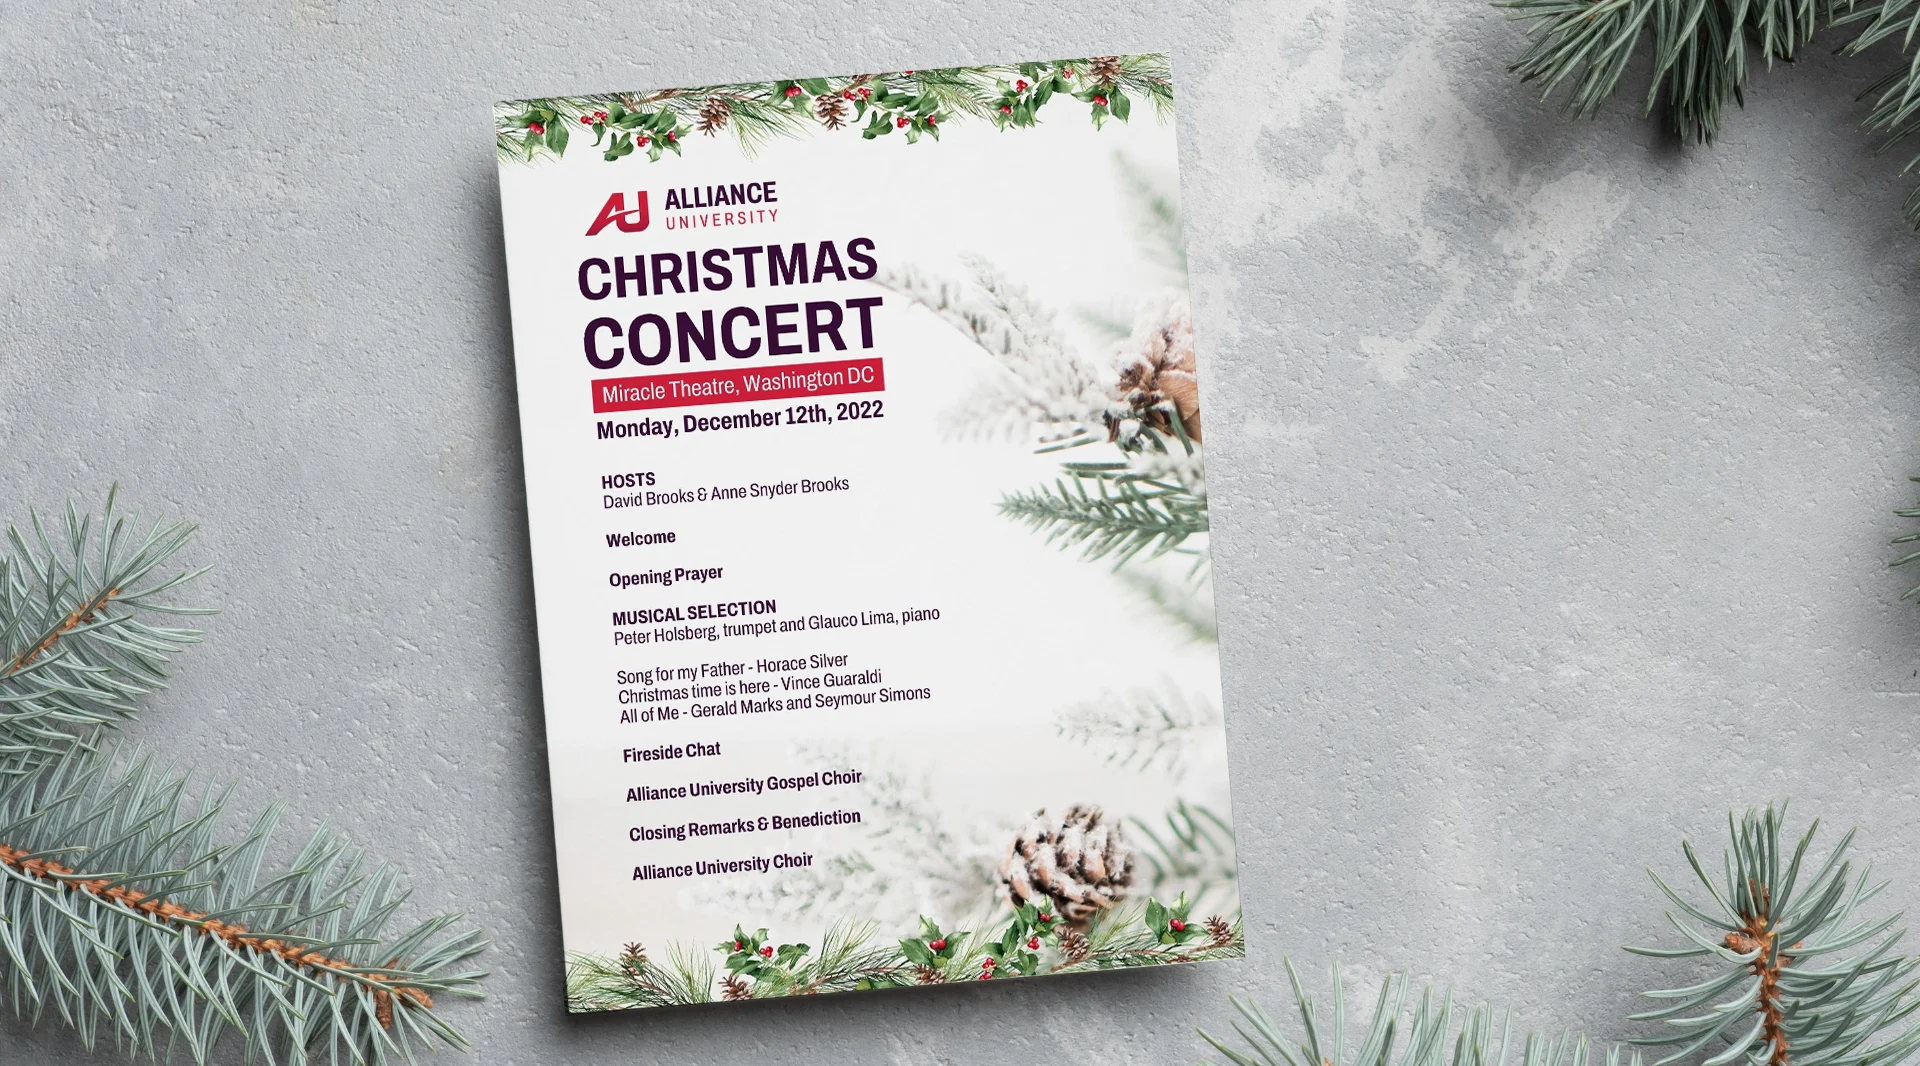 AU ALLIANCE
UNIVERSITY
CHRISTMAS
CONCERT
Miracle Theatre, Washington DC
Monday, December 12th, 2022
HOSTS
David Brooks & Anne Snyder Brooks
Welcome
Opening Prayer
MUSICAL SELECTION
Peter Holsberg, trumpet and Glauco Lima, piano
Song for my Father - Horace Silver
Christmas time is here - Vince Guaraldi
All of Me - Gerald Marks and Seymour Simons
Fireside Chat
Alliance University Gospel Choir
Closing Remarks & Benediction
Alliance University Choir